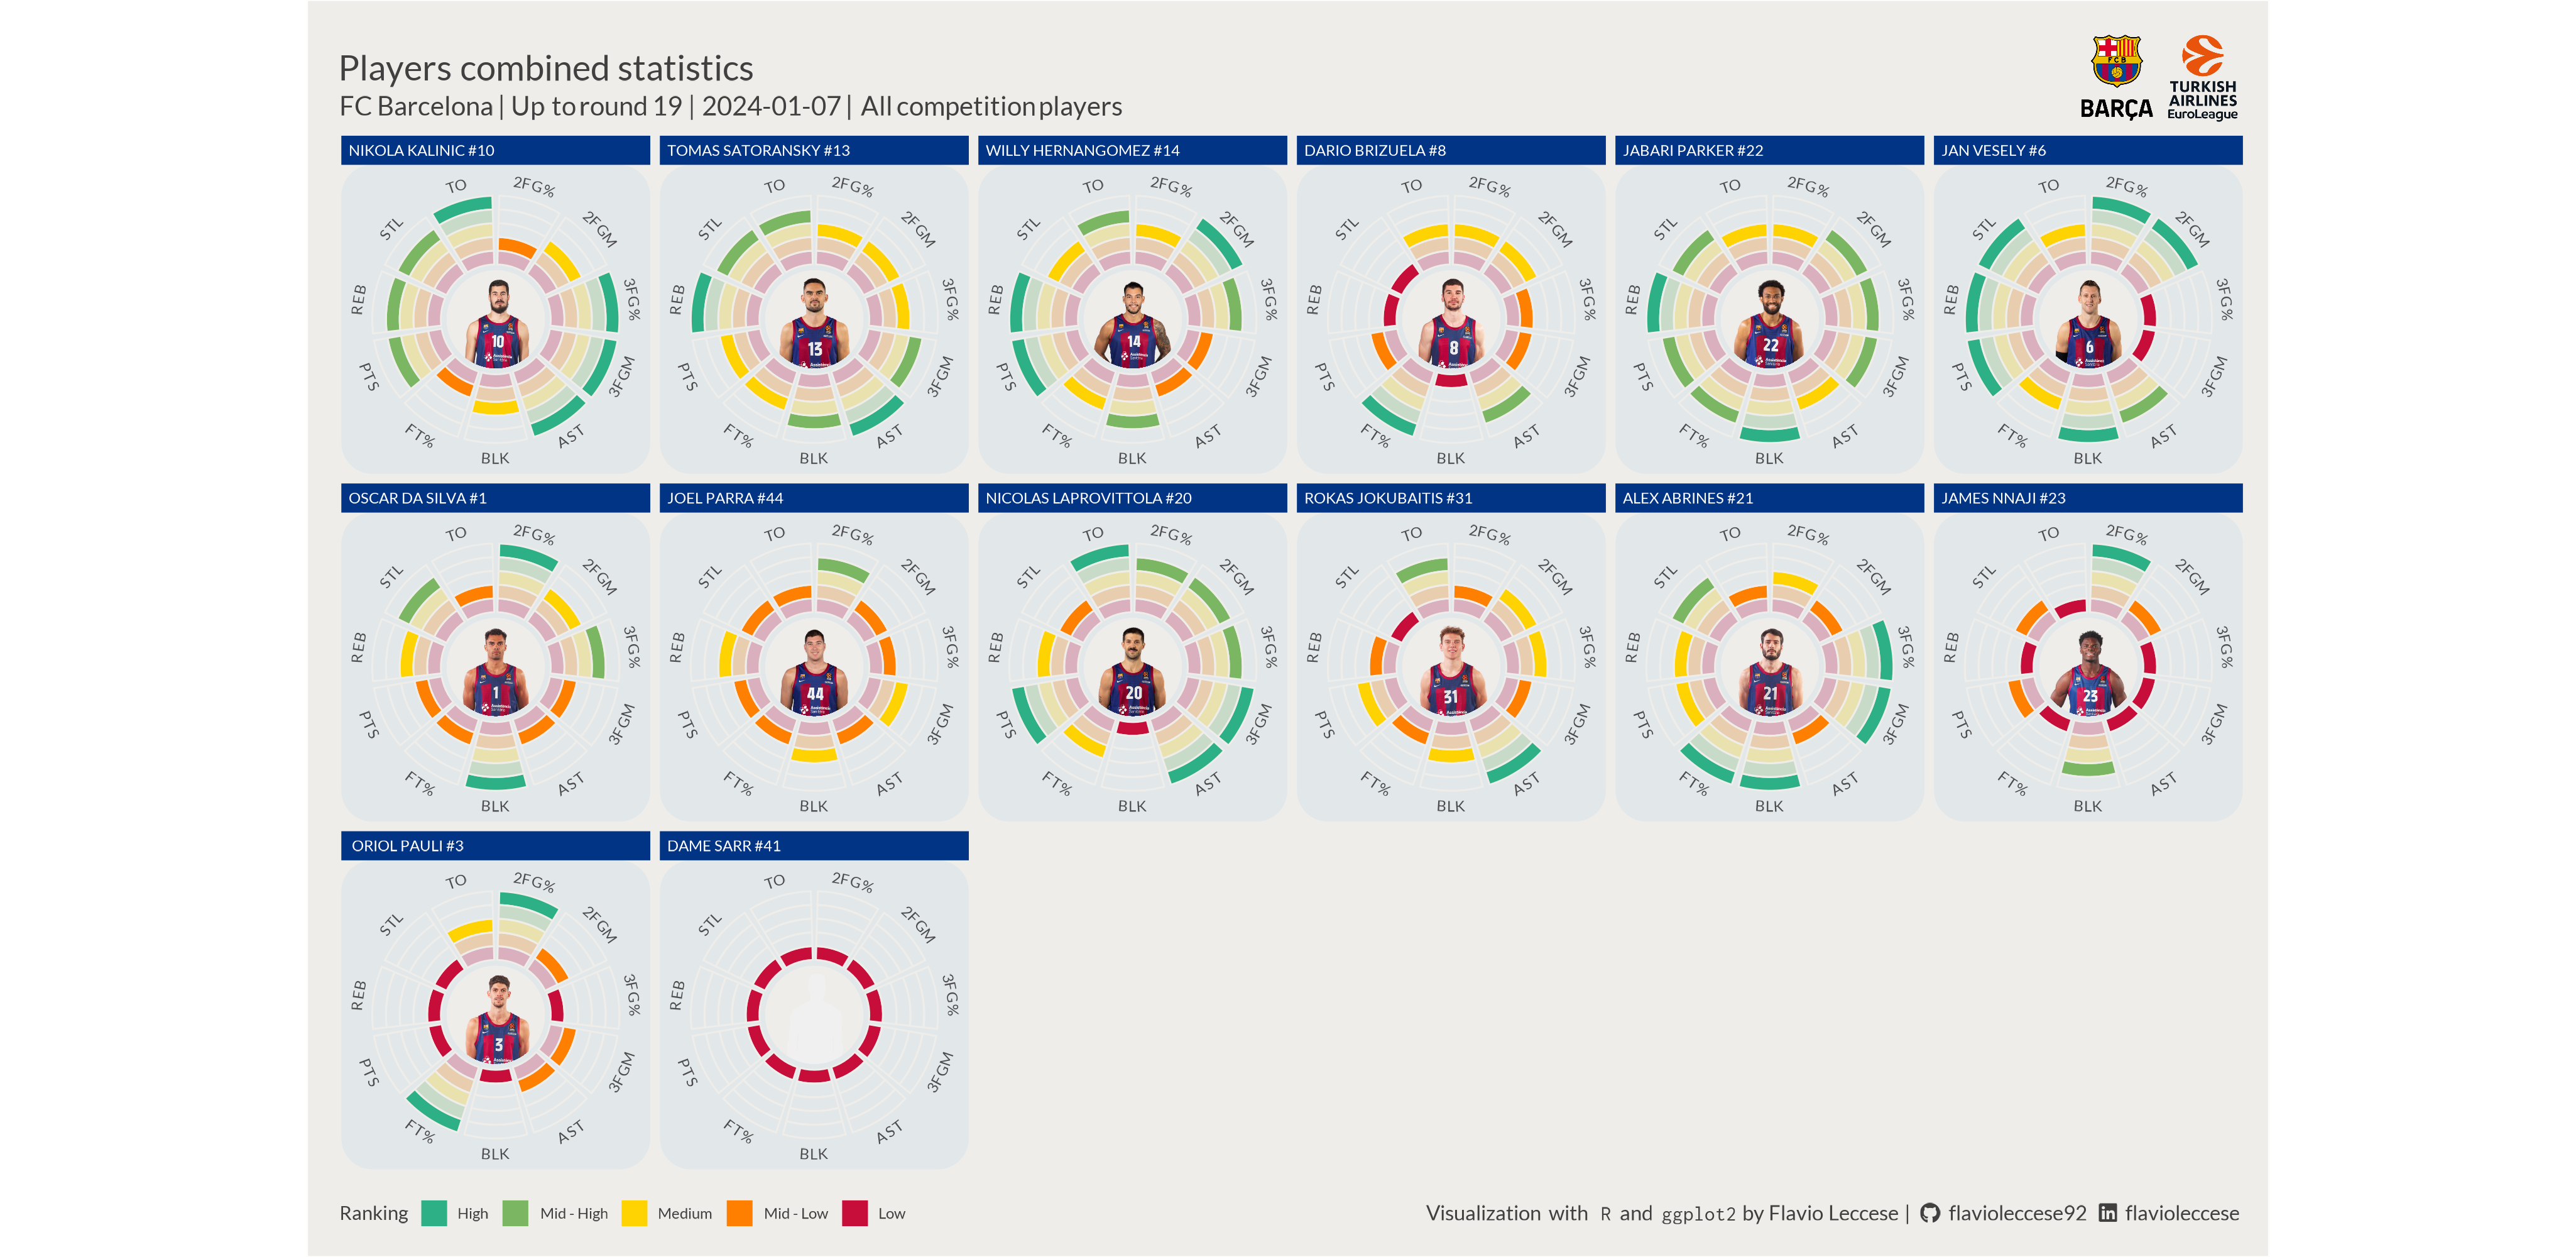 Players combined statistics
FC Barcelona | Up to round 19 | 2024-01-07 | All competition players
FCB
BARÇA
TURKISH
AIRLINES
EuroLeague
NIKOLA KALINIC #10
TO 2FG% 2FGM 3FG% 3FGM AST BLK FT% PTS REB STL
10
TOMAS SATORANSKY #13
TO 2FG% 2FGM 3FG% 3FGM AST BLK FT% PTS REB STL
13
WILLY HERNANGOMEZ #14
TO 2FG% 2FGM 3FG% 3FGM AST BLK FT% PTS REB STL
14
DARIO BRIZUELA #8
TO 2FG% 2FGM 3FG% 3FGM AST BLK FT% PTS REB STL
8
JABARI PARKER #22
TO 2FG% 2FGM 3FG% 3FGM AST BLK FT% PTS REB STL
22
JAN VESELY #6
TO 2FG% 2FGM 3FG% 3FGM AST BLK FT% PTS REB STL
6
OSCAR DA SILVA #1
TO 2FG% 2FGM 3FG% 3FGM AST BLK FT% PTS REB STL
1
JOEL PARRA #44
TO 2FG% 2FGM 3FG% 3FGM AST BLK FT% PTS REB STL
44
NICOLAS LAPROVITTOLA #20
TO 2FG% 2FGM 3FG% 3FGM AST BLK FT% PTS REB STL
20
ROKAS JOKUBAITIS #31
TO 2FG% 2FGM 3FG% 3FGM AST BLK FT% PTS REB STL
31
ALEX ABRINES #21
TO 2FG% 2FGM 3FG% 3FGM AST BLK FT% PTS REB STL
21
JAMES NNAJI #23
TO 2FG% 2FGM 3FG% 3FGM AST BLK FT% PTS REB STL
23
ORIOL PAULI #3
TO 2FG% 2FGM 3FG% 3FGM AST BLK FT% PTS REB STL
3
DAME SARR #41
TO 2FG% 2FGM 3FG% 3FGM AST BLK FT% PTS REB STL
Ranking High Mid - High Medium Mid - Low Low
Visualization with R and ggplot2 by Flavio Leccese | flavioleccese92 in flavioleccese